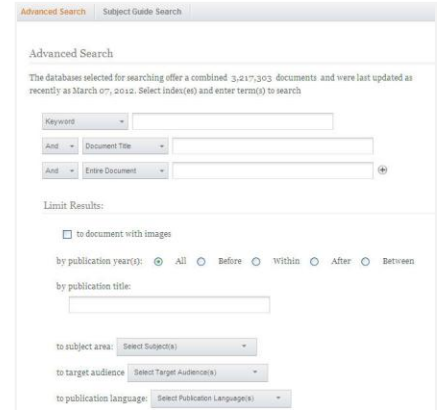 Advanced Search Subject Guide Search
Advanced Search
The databases selected for searching offer a combined 3,217,303 documents and were last updated as
recently as March 07, 2012. Select index(es) and enter term(s) to search
Keyword
And Document Title
And Entire Document
Limit Results:
to document with images
by publication year(s): All Before Within After Between
by publication title:
to subject area: Select Subject(s)
to target audience Select Target Audience(s)
to publication language: Select Publication Language(s)